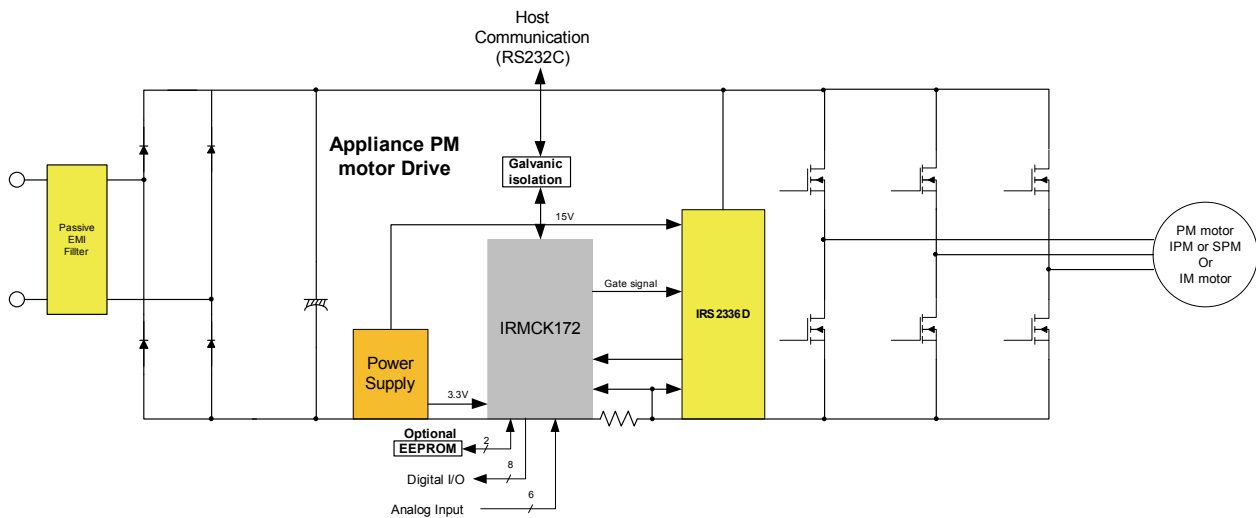 Host
Communication
(RS232C)
Appliance PM
motor Drive
Galvanic
isolation
15V
Passive
EMI
Fillter
PM motor
IPM or SPM
Or
IM motor
Gate signal
IRS2336D
IRMCK172
Power
Supply
3.3V
Optional
EEPROM
2
Digital I/O
8
Analog Input
6